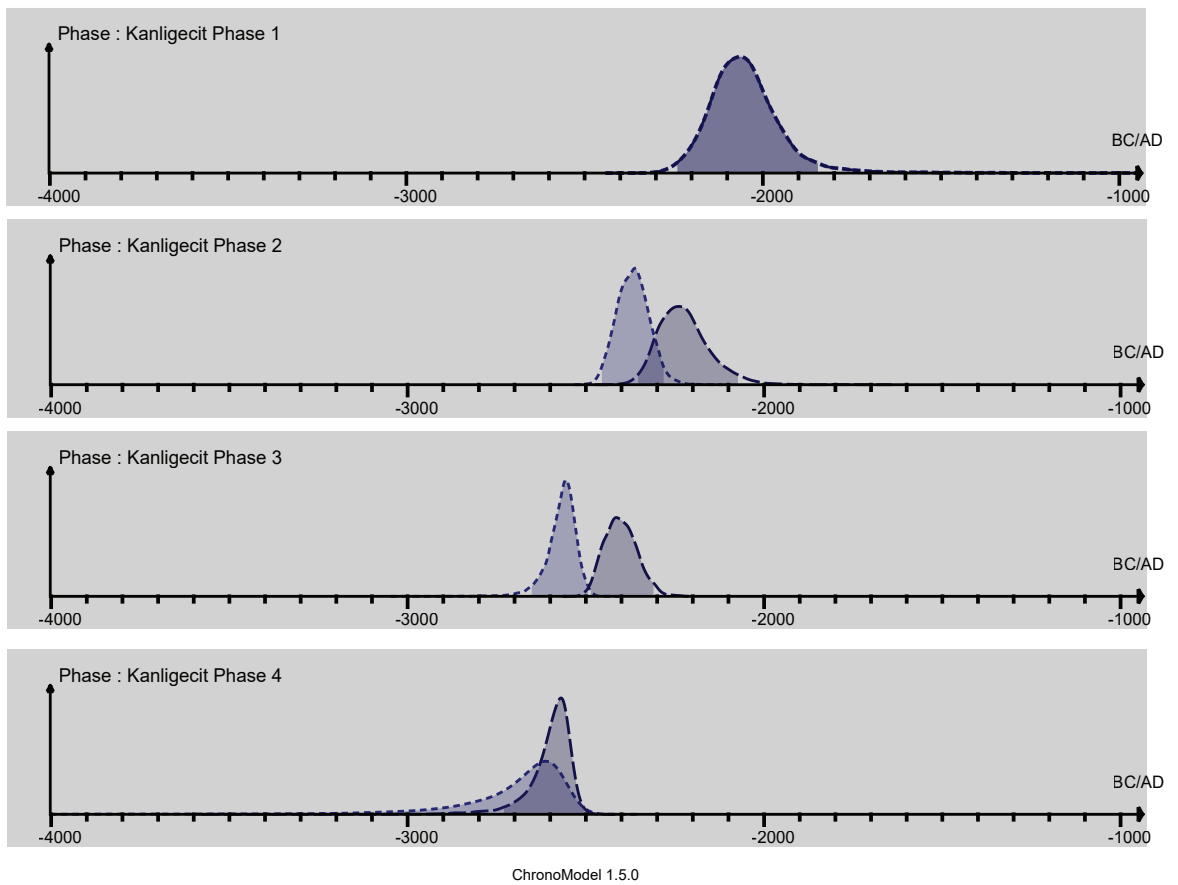 Phase : Kanligecit Phase 1
BC/AD
-4000 -3000 -2000 -1000
Phase : Kanligecit Phase 2
BC/AD
-4000 -3000 -2000 -1000
Phase : Kanligecit Phase 3
BC/AD
-4000 -3000 -2000 -1000
Phase : Kanligecit Phase 4
BC/AD
-4000 -3000 -2000 -1000
ChronoModel 1.5.0